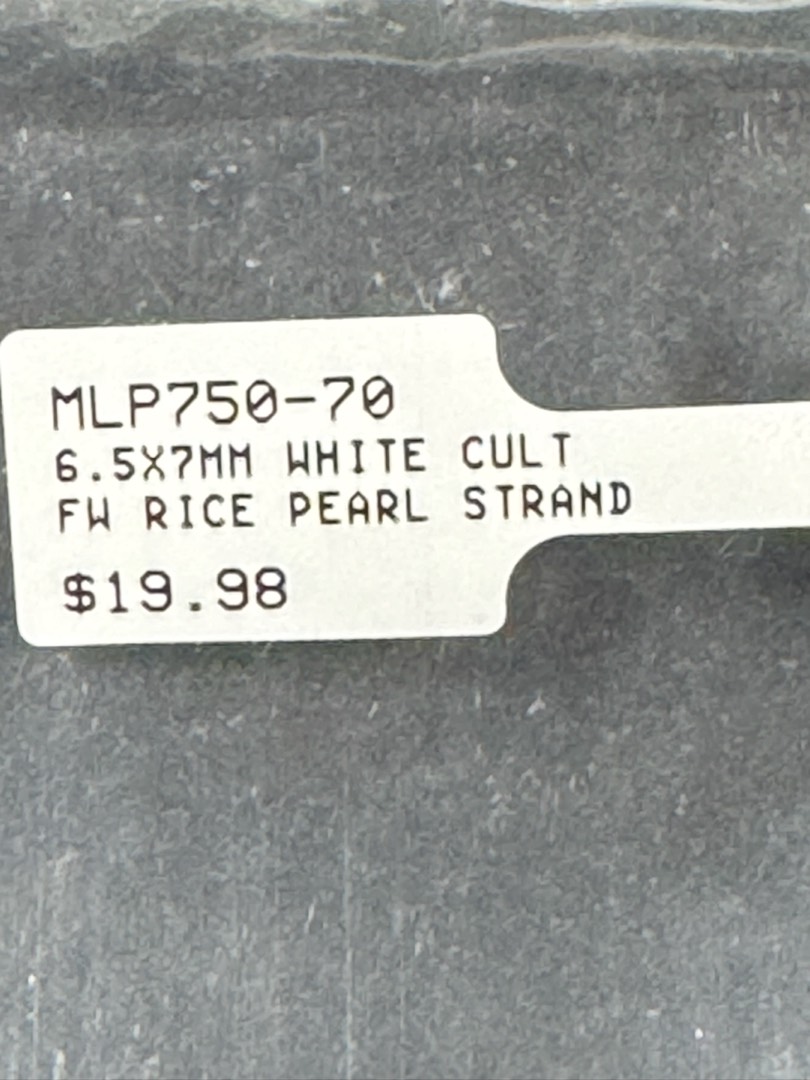 MLP750-70
6.5X7MM WHITE CULT
FW RICE PEARL STRAND
$19.98